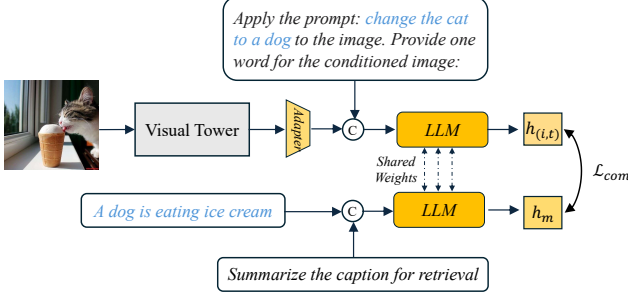 Apply the prompt: change the cat
to a dog to the image. Provide one
word for the conditioned image:
Visual Tower
Adapter
C
LLM
h(i,t)
Shared
Weights
ℒcom
A dog is eating ice cream
C
LLM
hm
Summarize the caption for retrieval